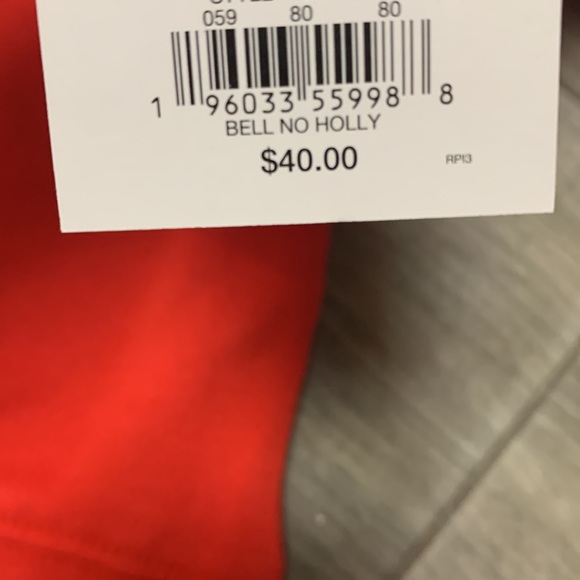 059 80 80
1 96033 55998 8
BELL NO HOLLY
$40.00 RP13